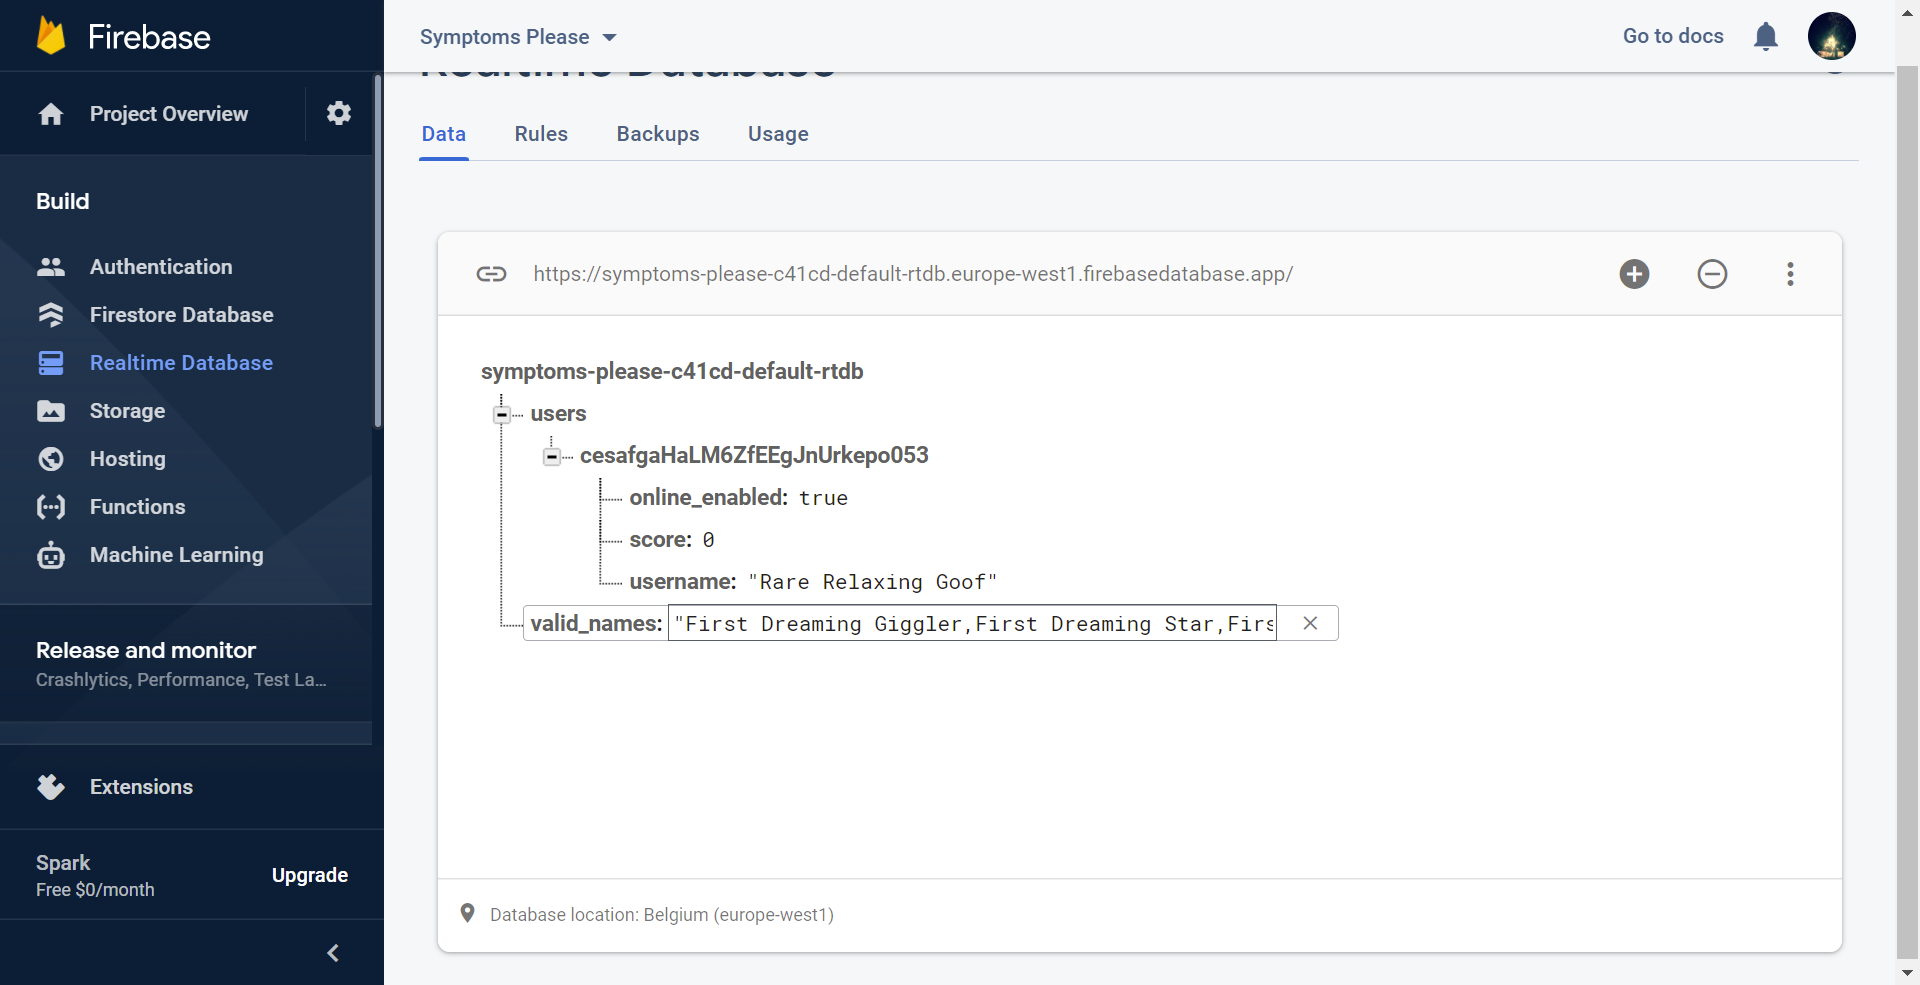 Firebase
Symptoms Please
Go to docs
Realtime Database
Project Overview
Data
Rules
Backups
Usage
Build
Authentication
Firestore Database
Realtime Database
Storage
Hosting
Functions
Machine Learning
https://symptoms-please-c41cd-default-rtdb.europe-west1.firebasedatabase.app/
symptoms-please-c41cd-default-rtdb
users
cesafgaHaLM6ZfEEgJnUrkepo053
online_enabled: true
score: 0
username: "Rare Relaxing Goof"
valid_names: "First Dreaming Giggler,First Dreaming Star,Firs
Release and monitor
Crashlytics, Performance, Test La...
Extensions
Spark
Free $0/month
Upgrade
Database location: Belgium (europe-west1)